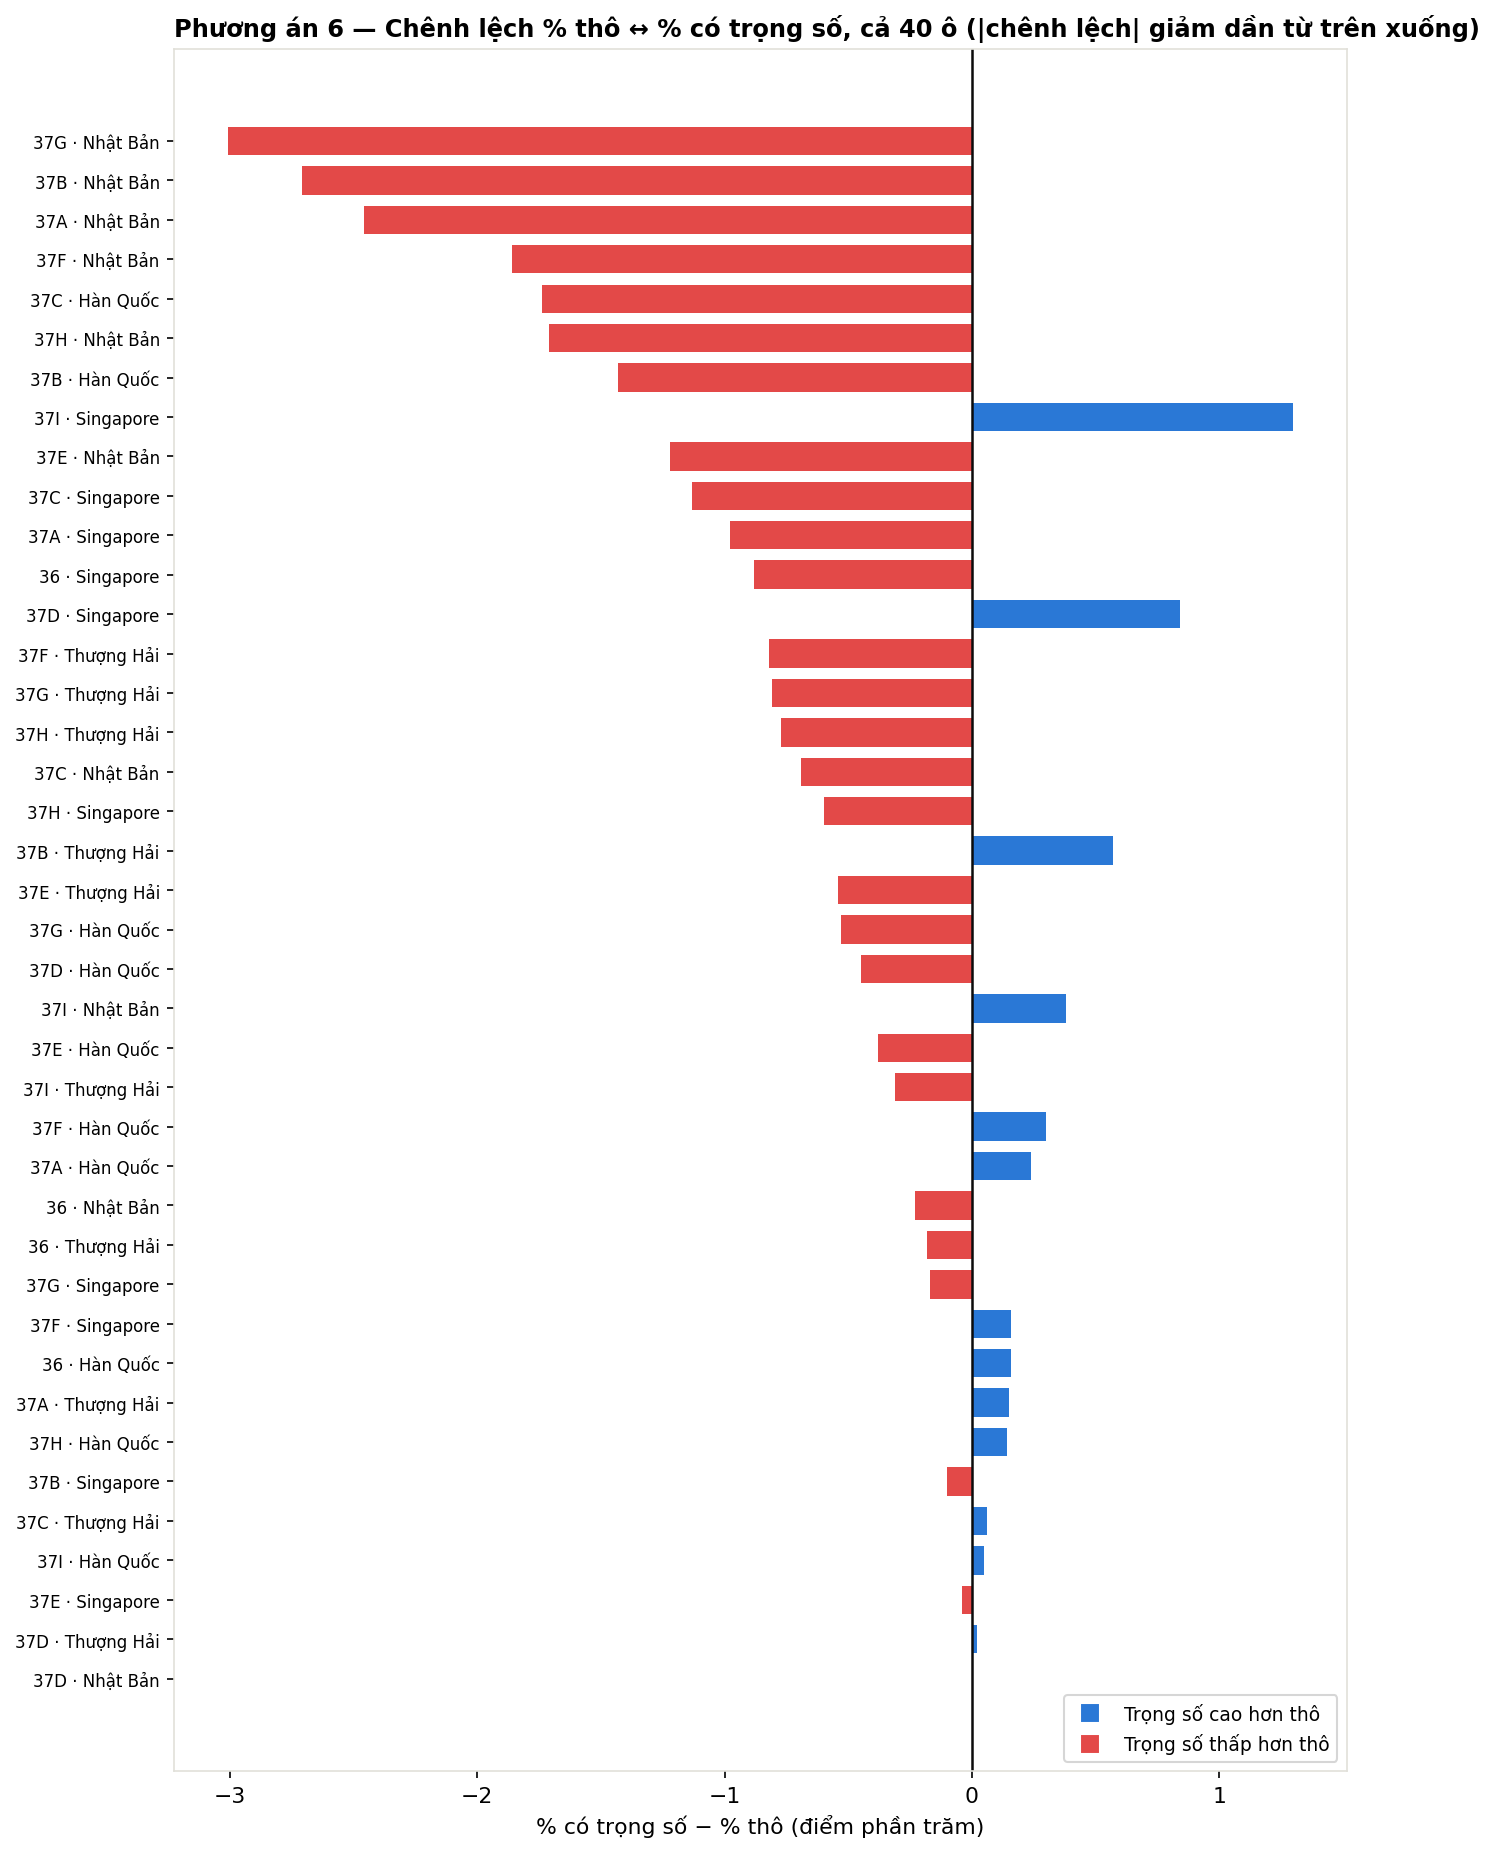 Phương án 6 — Chênh lệch % thô ↔ % có trọng số, cả 40 ô (|chênh lệch| giảm dần từ trên xuống)
37G · Nhật Bản
37B · Nhật Bản
37A · Nhật Bản
37F · Nhật Bản
37C · Hàn Quốc
37H · Nhật Bản
37B · Hàn Quốc
37I · Singapore
37E · Nhật Bản
37C · Singapore
37A · Singapore
36 · Singapore
37D · Singapore
37F · Thượng Hải
37G · Thượng Hải
37H · Thượng Hải
37C · Nhật Bản
37H · Singapore
37B · Thượng Hải
37E · Thượng Hải
37G · Hàn Quốc
37D · Hàn Quốc
37I · Nhật Bản
37E · Hàn Quốc
37I · Thượng Hải
37F · Hàn Quốc
37A · Hàn Quốc
36 · Nhật Bản
36 · Thượng Hải
37G · Singapore
37F · Singapore
36 · Hàn Quốc
37A · Thượng Hải
37H · Hàn Quốc
37B · Singapore
37C · Thượng Hải
37I · Hàn Quốc
37E · Singapore
37D · Thượng Hải
37D · Nhật Bản
Trọng số cao hơn thô
Trọng số thấp hơn thô
−3 −2 −1 0 1
% có trọng số − % thô (điểm phần trăm)